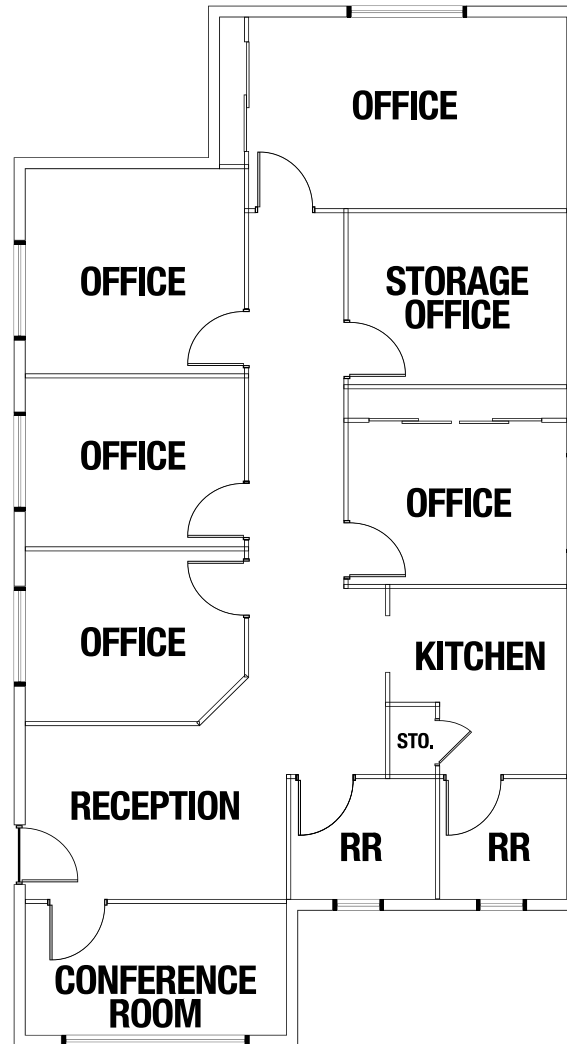 OFFICE
OFFICE
STORAGE
OFFICE
OFFICE
OFFICE
OFFICE
KITCHEN
STO.
RECEPTION
RR
RR
CONFERENCE
ROOM